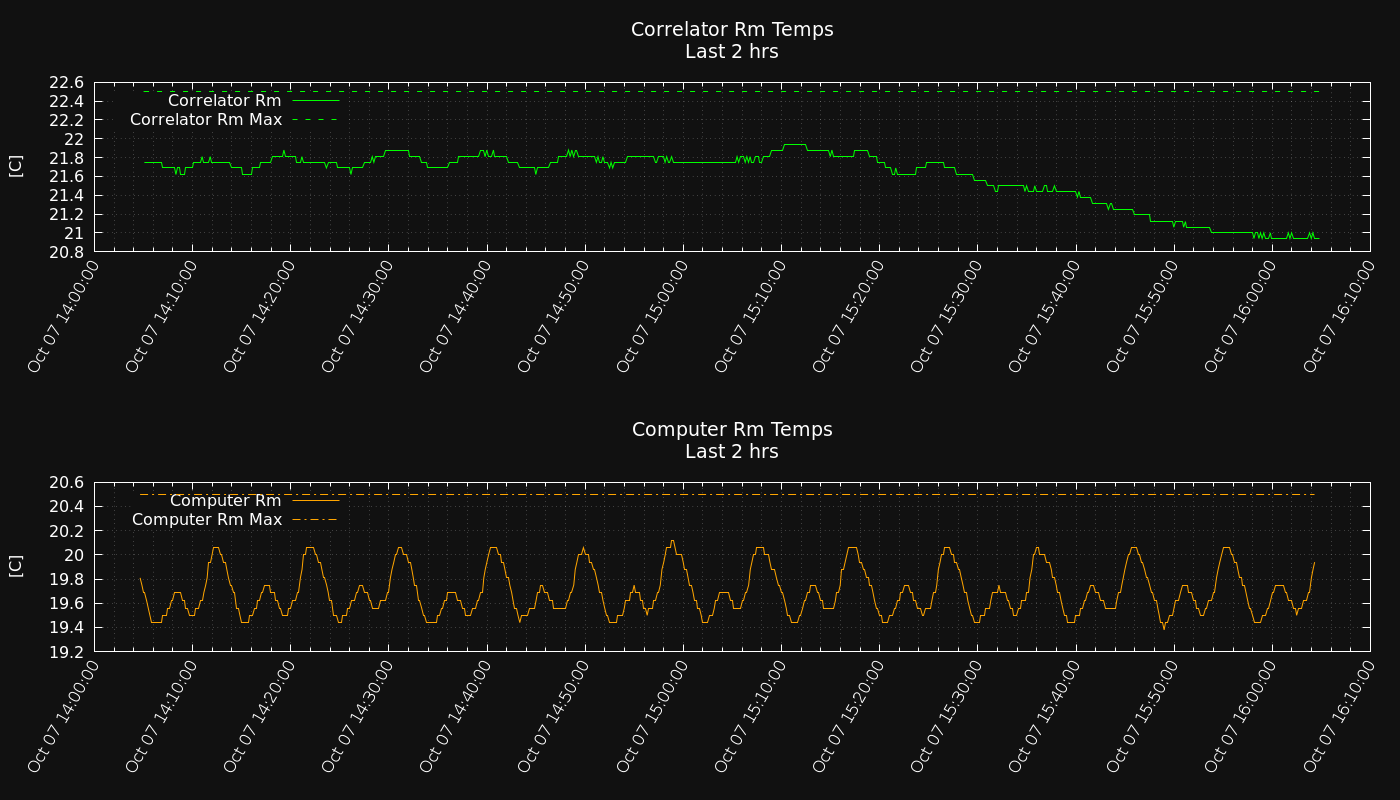 Correlator Rm Temps
Last 2 hrs
[C]
22.6
22.4
22.2
22
21.8
21.6
21.4
21.2
21
20.8
Correlator Rm
Correlator Rm Max
Oct 07 14:00:00
Oct 07 14:10:00
Oct 07 14:20:00
Oct 07 14:30:00
Oct 07 14:40:00
Oct 07 14:50:00
Oct 07 15:00:00
Oct 07 15:10:00
Oct 07 15:20:00
Oct 07 15:30:00
Oct 07 15:40:00
Oct 07 15:50:00
Oct 07 16:00:00
Oct 07 16:10:00
Computer Rm Temps
Last 2 hrs
[C]
20.6
20.4
20.2
20
19.8
19.6
19.4
19.2
Computer Rm
Computer Rm Max
Oct 07 14:00:00
Oct 07 14:10:00
Oct 07 14:20:00
Oct 07 14:30:00
Oct 07 14:40:00
Oct 07 14:50:00
Oct 07 15:00:00
Oct 07 15:10:00
Oct 07 15:20:00
Oct 07 15:30:00
Oct 07 15:40:00
Oct 07 15:50:00
Oct 07 16:00:00
Oct 07 16:10:00